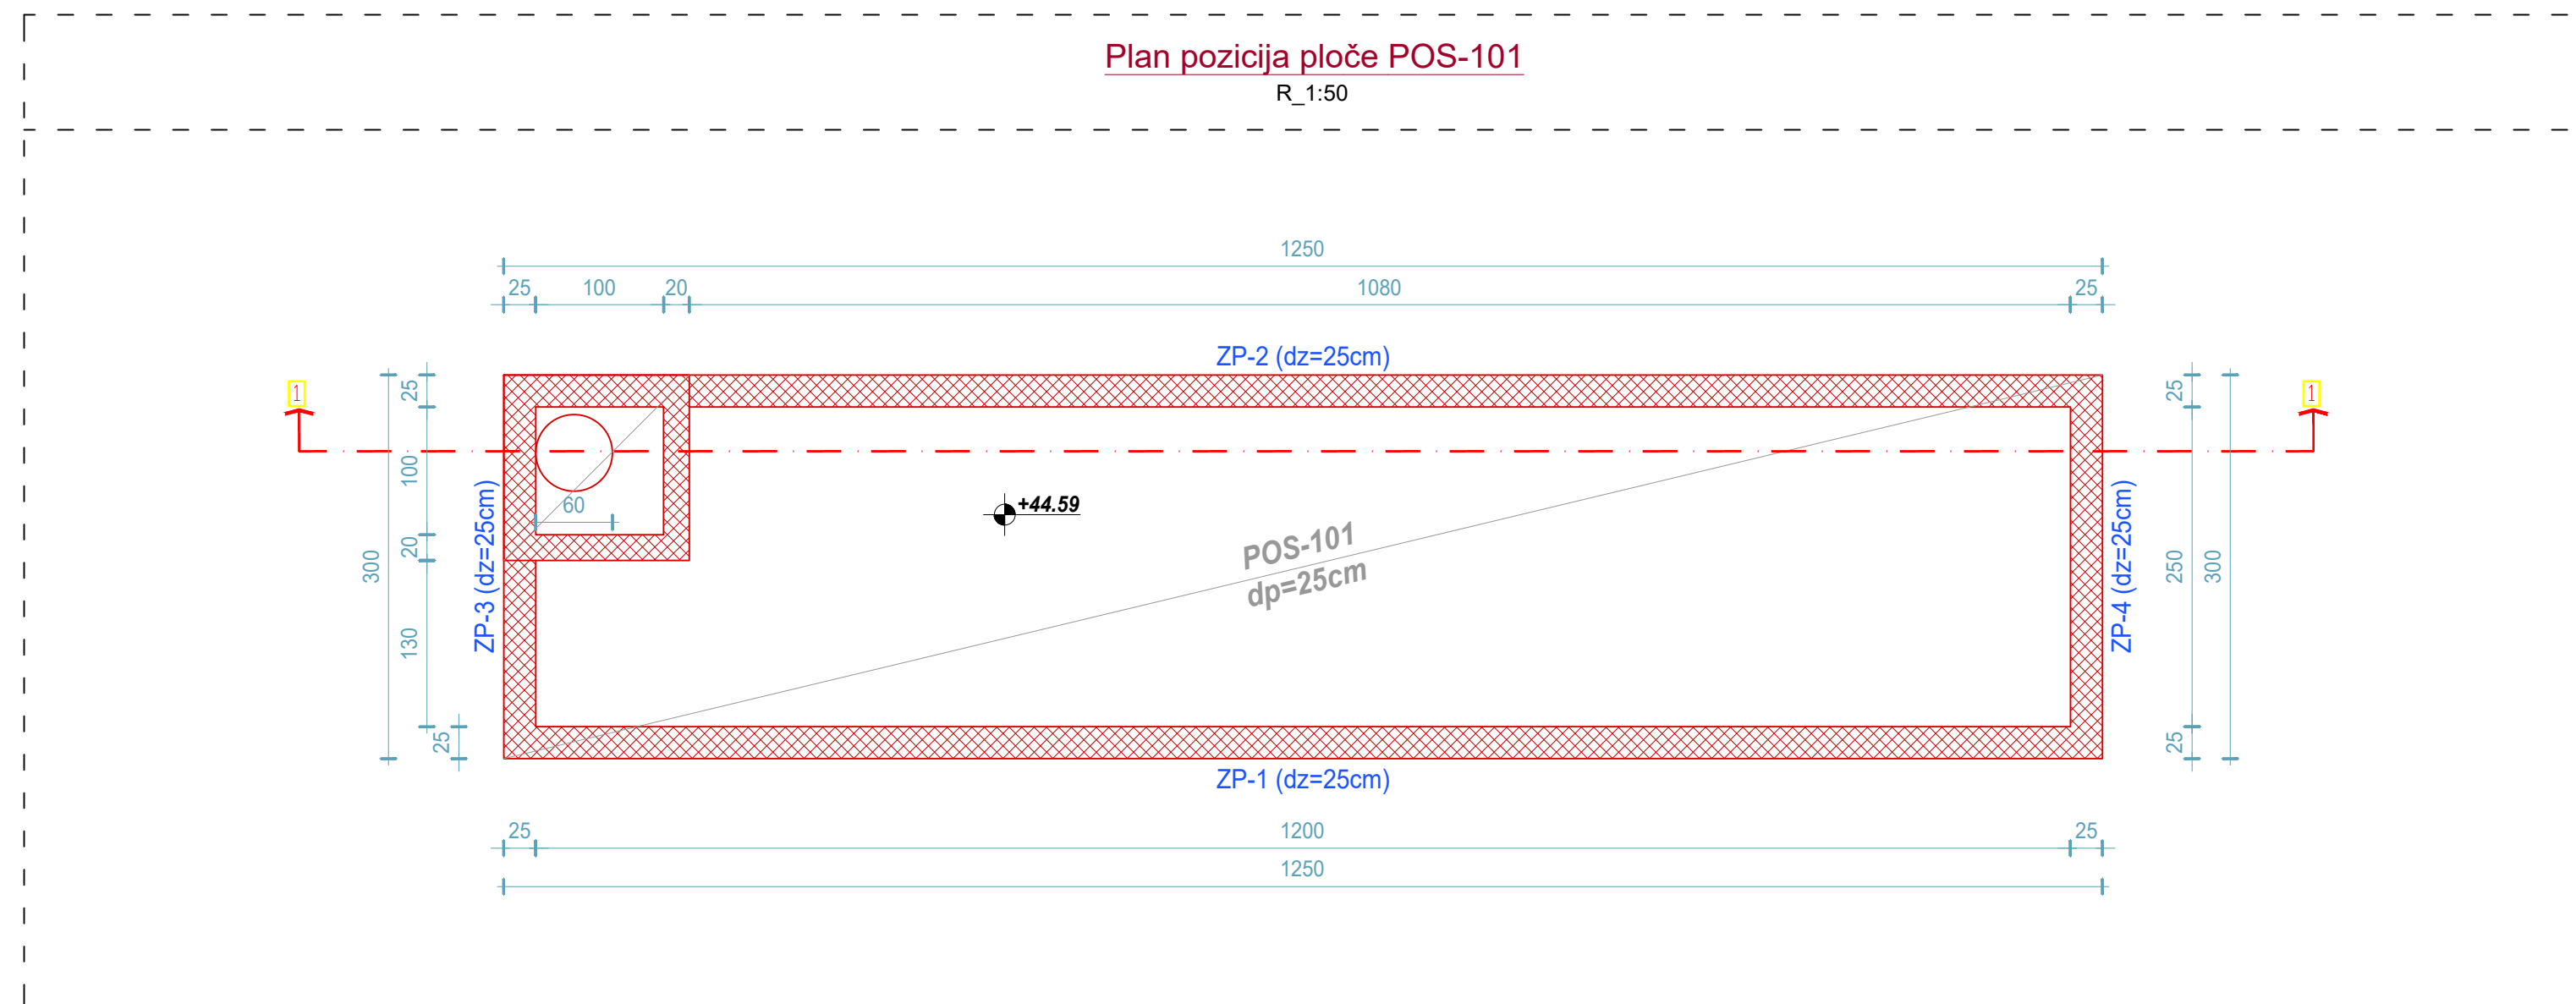 Plan pozicija ploče POS-101
R_1:50
1250
25 100 20 1080 25
ZP-2 (dz=25cm)
1
1
25
100
20
130
25
300
ZP-3 (dz=25cm)
60
+44.59
POS-101
dp=25cm
ZP-4 (dz=25cm)
25
250
25
300
ZP-1 (dz=25cm)
25 1200 25
1250